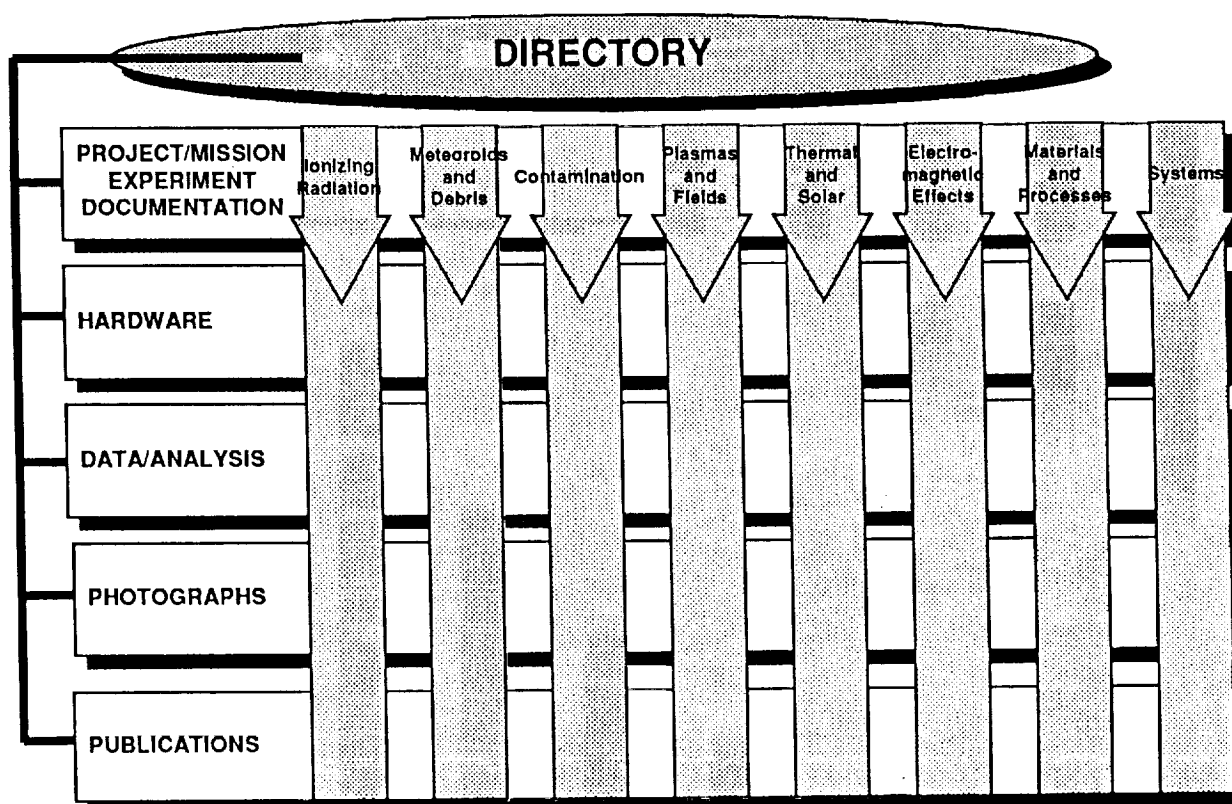 DIRECTORY
PROJECT/MISSION
EXPERIMENT
DOCUMENTATION
Ionizing
Radiation
Meteoroids
and
Debris
Contamination
Plasmas
and
Fields
Thermal
and
Solar
Electro-
magnetic
Effects
Materials
and
Processes
Systems
HARDWARE
DATA/ANALYSIS
PHOTOGRAPHS
PUBLICATIONS